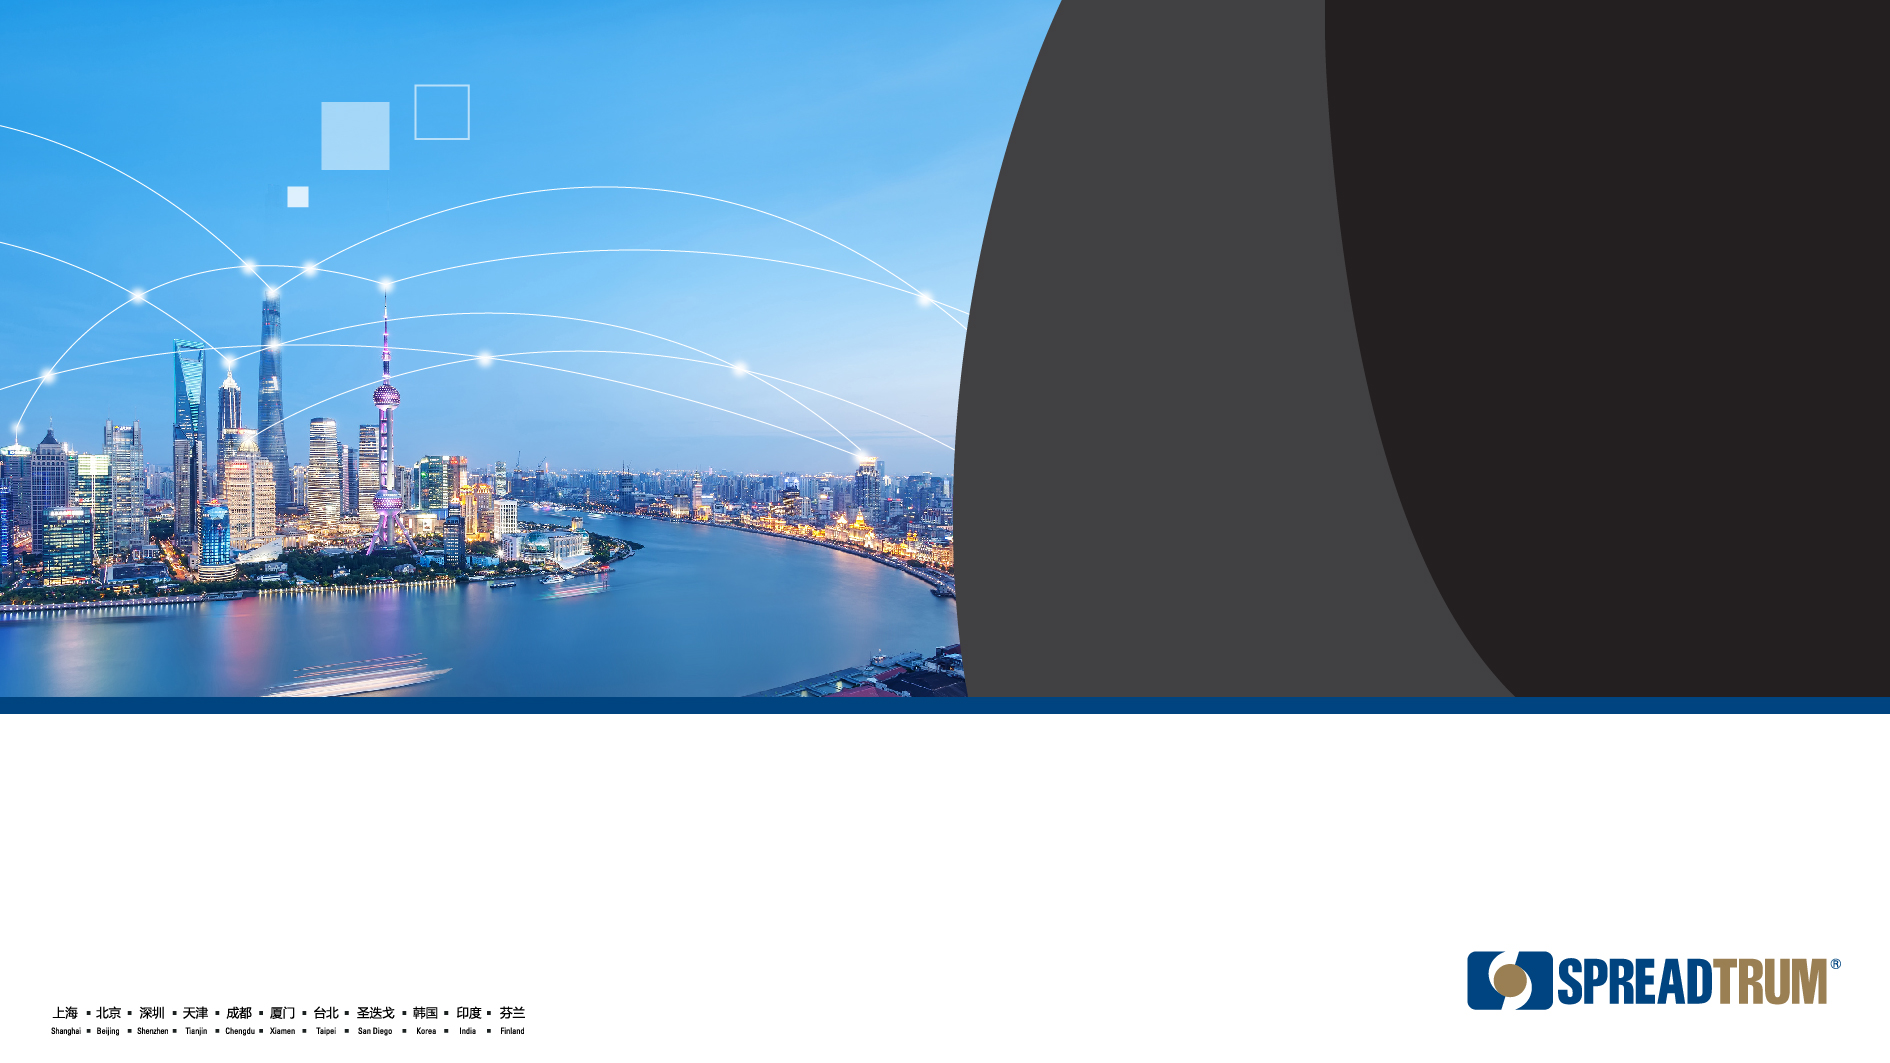 SPREADTRUM®
上海 ▪ 北京 ▪ 深圳 ▪ 天津 ▪ 成都 ▪ 厦门 ▪ 台北 ▪ 圣迭戈 ▪ 韩国 ▪ 印度 ▪ 芬兰
Shanghai ▪ Beijing ▪ Shenzhen ▪ Tianjin ▪ Chengdu ▪ Xiamen ▪ Taipei ▪ San Diego ▪ Korea ▪ India ▪ Finland